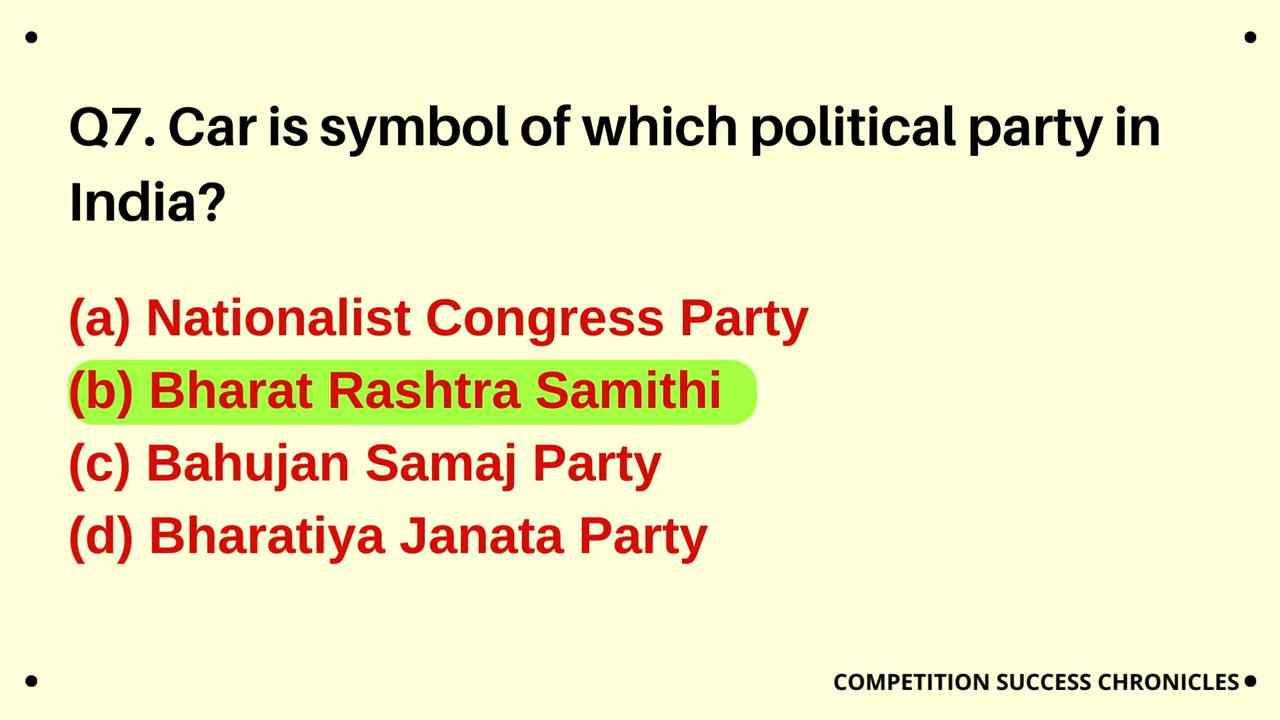 Q7. Car is symbol of which political party in
India?
(a) Nationalist Congress Party
(b) Bharat Rashtra Samithi
(c) Bahujan Samaj Party
(d) Bharatiya Janata Party
COMPETITION SUCCESS CHRONICLES